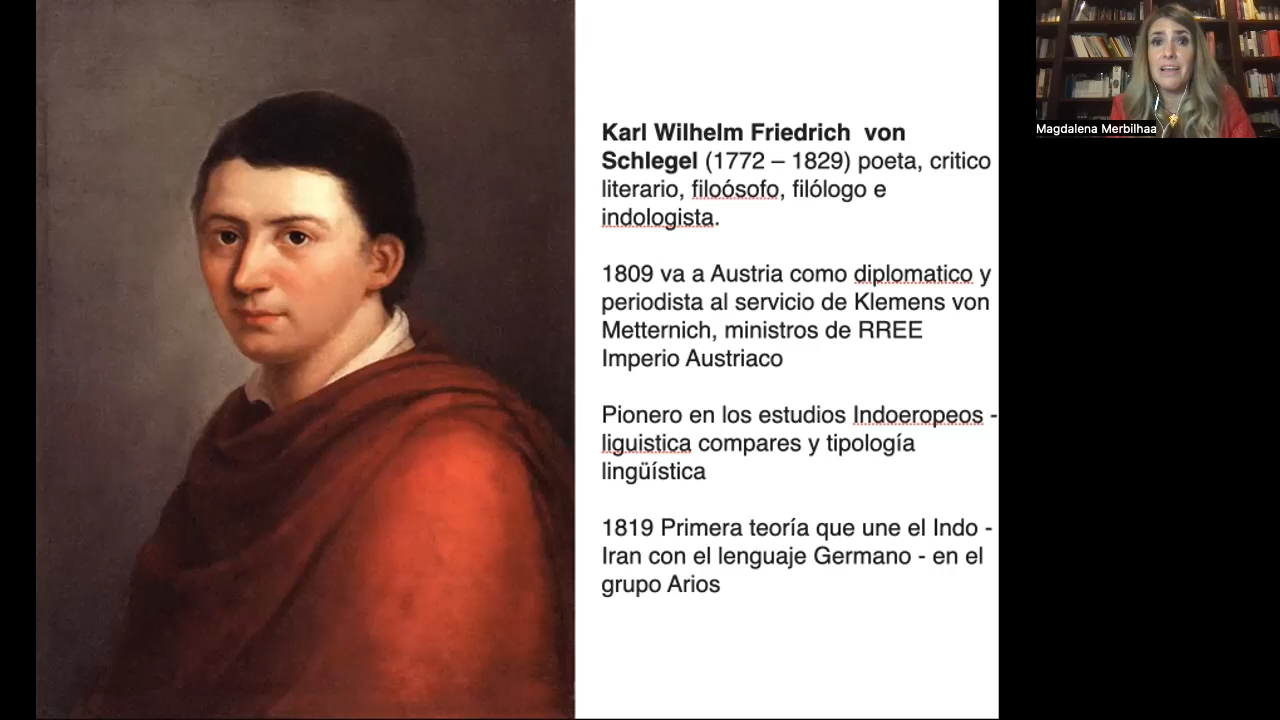 Karl Wilhelm Friedrich von
Schlegel (1772 – 1829) poeta, critico
literario, filoósofo, filólogo e
indologista.
1809 va a Austria como diplomatico y
periodista al servicio de Klemens von
Metternich, ministros de RREE
Imperio Austriaco
Pionero en los estudios Indoeropeos -
liguistica compares y tipología
lingüística
1819 Primera teoría que une el Indo -
Iran con el lenguaje Germano - en el
grupo Arios
Magdalena Merbilhaa